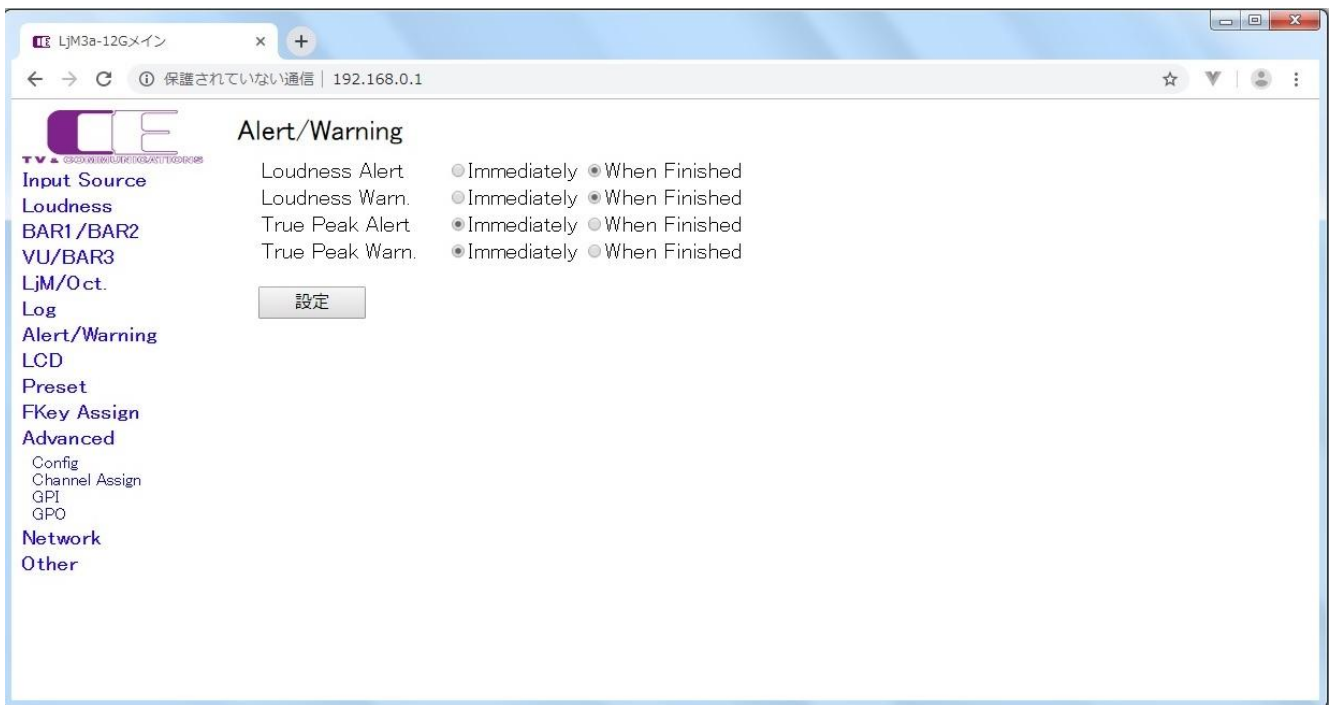 LjM3a-12Gメイン
保護されていない通信 | 192.168.0.1
TV & COMMUNICATIONS
Input Source
Loudness
BAR1/BAR2
VU/BAR3
LjM/Oct.
Log
Alert/Warning
LCD
Preset
FKey Assign
Advanced
Config
Channel Assign
GPI
GPO
Network
Other
Alert/Warning
Loudness Alert Immediately When Finished
Loudness Warn. Immediately When Finished
True Peak Alert Immediately When Finished
True Peak Warn. Immediately When Finished
設定